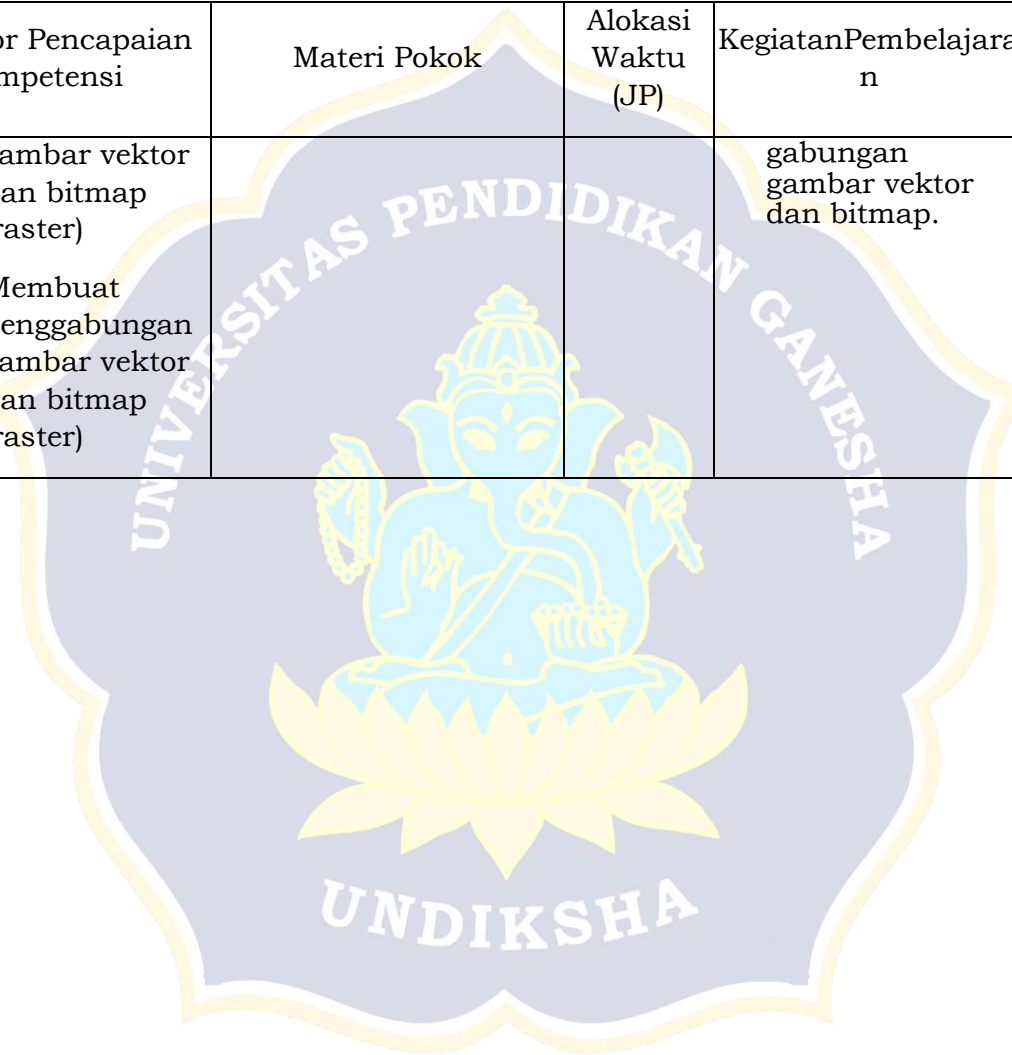 or Pencapaian
mpetensi
Materi Pokok
Alokasi
Waktu
(JP)
KegiatanPembelajara
n
ambar vektor
an bitmap
raster)
Membuat
enggabungan
ambar vektor
an bitmap
raster)
gabungan
gambar vektor
dan bitmap.
UNIVERSITAS PENDIDIKAN GANESHA
UNDIKSHA